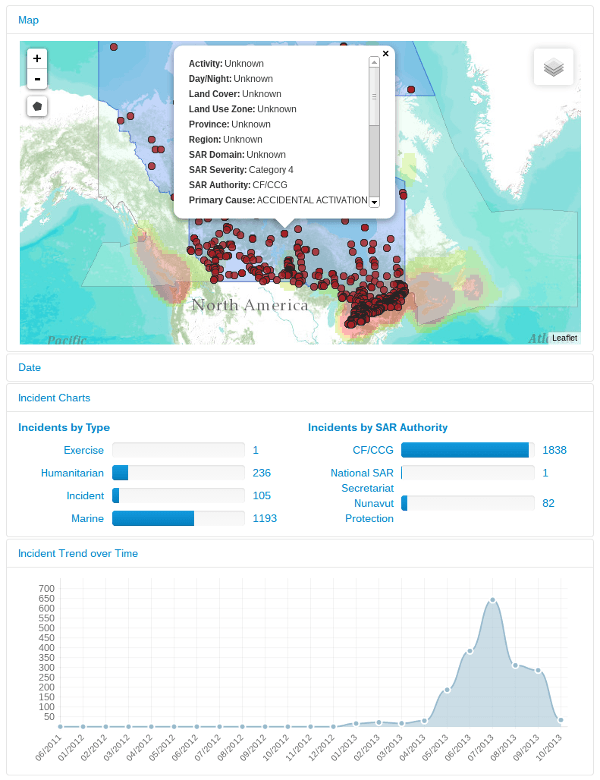 Map
+
-
×
Activity: Unknown
Day/Night: Unknown
Land Cover: Unknown
Land Use Zone: Unknown
Province: Unknown
Region: Unknown
SAR Domain: Unknown
SAR Severity: Category 4
SAR Authority: CF/CCG
Primary Cause: ACCIDENTAL ACTIVATION
North America
Pacific
Leaflet
Date
Incident Charts
Incidents by Type
Exercise 1
Humanitarian 236
Incident 105
Marine 1193
Incidents by SAR Authority
CF/CCG 1838
National SAR 1
Secretariat
Nunavut 82
Protection
Incident Trend over Time
700
650
600
550
500
450
400
350
300
250
200
150
100
50
06/2011 01/2012 02/2012 03/2012 04/2012 05/2012 06/2012 07/2012 08/2012 09/2012 10/2012 11/2012 12/2012 01/2013 02/2013 03/2013 04/2013 05/2013 06/2013 07/2013 08/2013 09/2013 10/2013